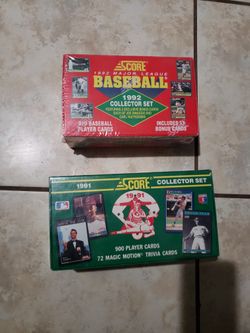 SCORE
1992 MAJOR LEAGUE
BASEBALL
1992
COLLECTOR SET
910 BASEBALL
PLAYER CARDS
INCLUDES 17
BONUS CARDS
1991
SCORE
COLLECTOR SET
1991
900 PLAYER CARDS
72 MAGIC MOTION TRIVIA CARDS